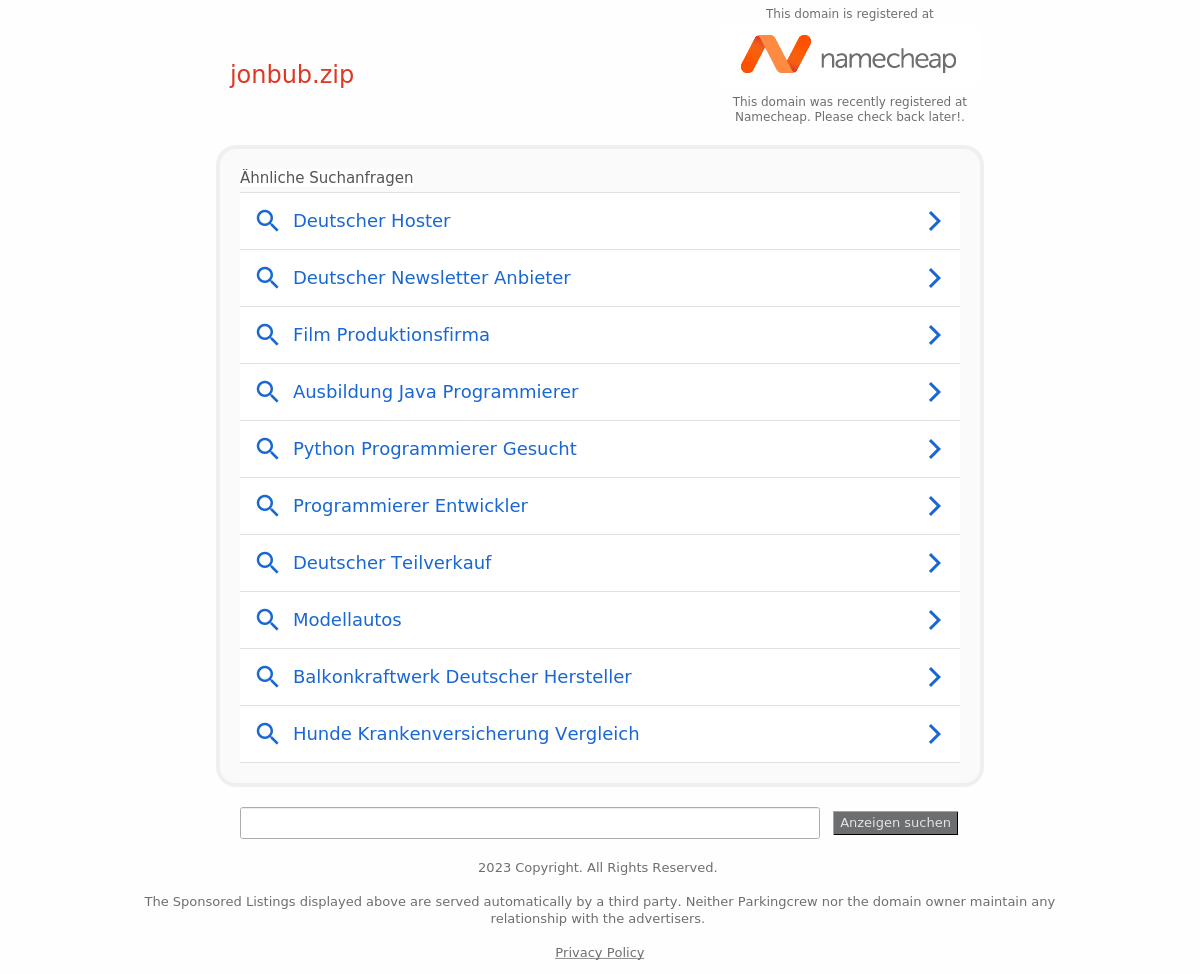 This domain is registered at
namecheap
jonbub.zip
This domain was recently registered at
Namecheap. Please check back later!.
Ähnliche Suchanfragen
Deutscher Hoster
Deutscher Newsletter Anbieter
Film Produktionsfirma
Ausbildung Java Programmierer
Python Programmierer Gesucht
Programmierer Entwickler
Deutscher Teilverkauf
Modellautos
Balkonkraftwerk Deutscher Hersteller
Hunde Krankenversicherung Vergleich
Anzeigen suchen
2023 Copyright. All Rights Reserved.
The Sponsored Listings displayed above are served automatically by a third party. Neither Parkingcrew nor the domain owner maintain any
relationship with the advertisers.
Privacy Policy